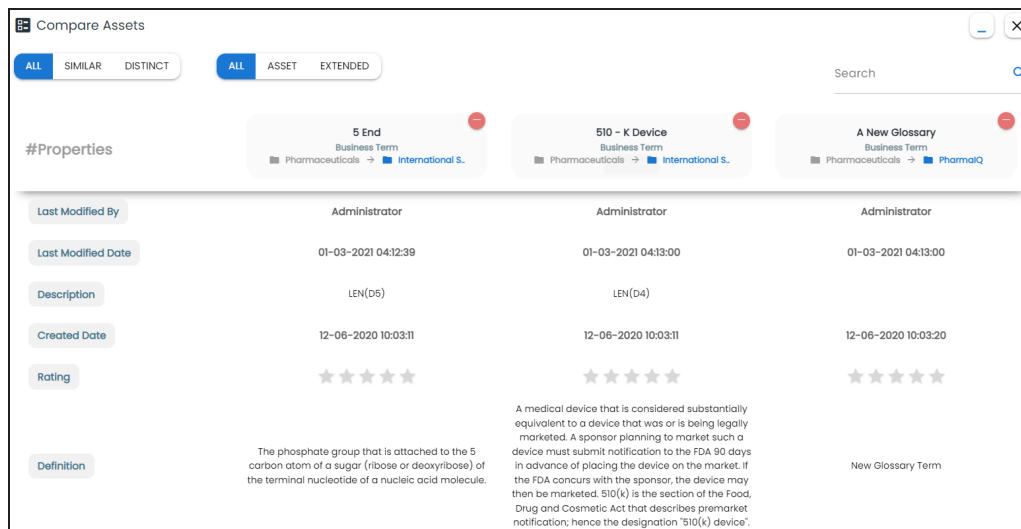 Compare Assets
ALL SIMILAR DISTINCT ALL ASSET EXTENDED
Search
#Properties
5 End
Business Term
Pharmaceuticals → International S..
510 - K Device
Business Term
Pharmaceuticals → International S..
A New Glossary
Business Term
Pharmaceuticals → PharmaIQ
Last Modified By Administrator Administrator Administrator
Last Modified Date 01-03-2021 04:12:39 01-03-2021 04:13:00 01-03-2021 04:13:00
Description LEN(D5) LEN(D4)
Created Date 12-06-2020 10:03:11 12-06-2020 10:03:11 12-06-2020 10:03:20
Rating
Definition
The phosphate group that is attached to the 5
carbon atom of a sugar (ribose or deoxyribose) of
the terminal nucleotide of a nucleic acid molecule.
A medical device that is considered substantially
equivalent to a device that was or is being legally
marketed. A sponsor planning to market such a
device must submit notification to the FDA 90 days
in advance of placing the device on the market. If
the FDA concurs with the sponsor, the device may
then be marketed. 510(k) is the section of the Food,
Drug and Cosmetic Act that describes premarket
notification; hence the designation "510(k) device".
New Glossary Term